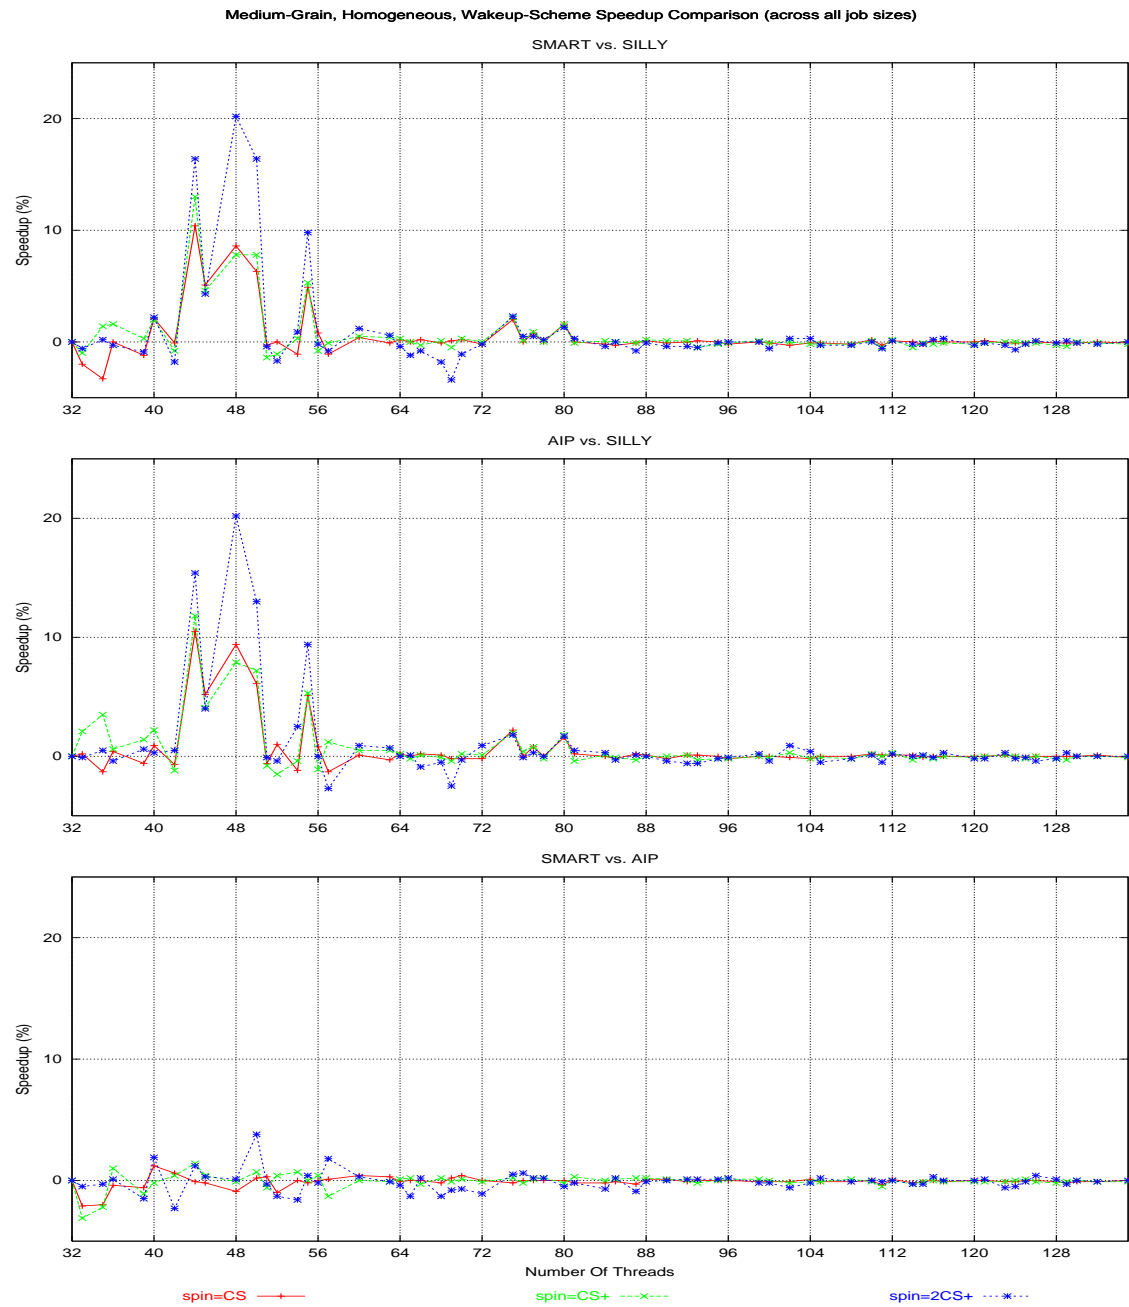 Medium-Grain, Homogeneous, Wakeup-Scheme Speedup Comparison (across all job sizes)
SMART vs. SILLY
20
10
0
Speedup (%)
32 40 48 56 64 72 80 88 96 104 112 120 128
AIP vs. SILLY
20
10
0
Speedup (%)
32 40 48 56 64 72 80 88 96 104 112 120 128
SMART vs. AIP
20
10
0
Speedup (%)
32 40 48 56 64 72 80 88 96 104 112 120 128
Number Of Threads
spin=CS spin=CS+ spin=2CS+